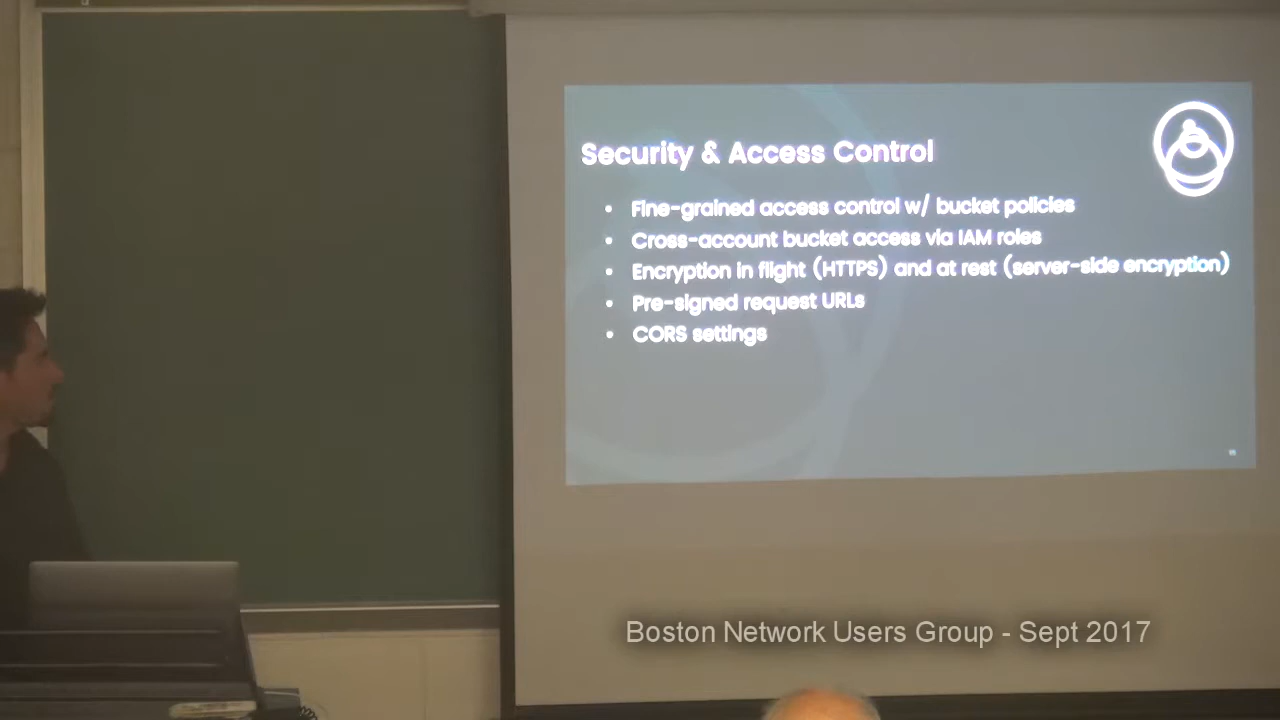 Security & Access Control
• Fine-grained access control w/ bucket policies
• Cross-account bucket access via IAM roles
• Encryption in flight (HTTPS) and at rest (server-side encryption)
• Pre-signed request URLs
• CORS settings
Boston Network Users Group - Sept 2017